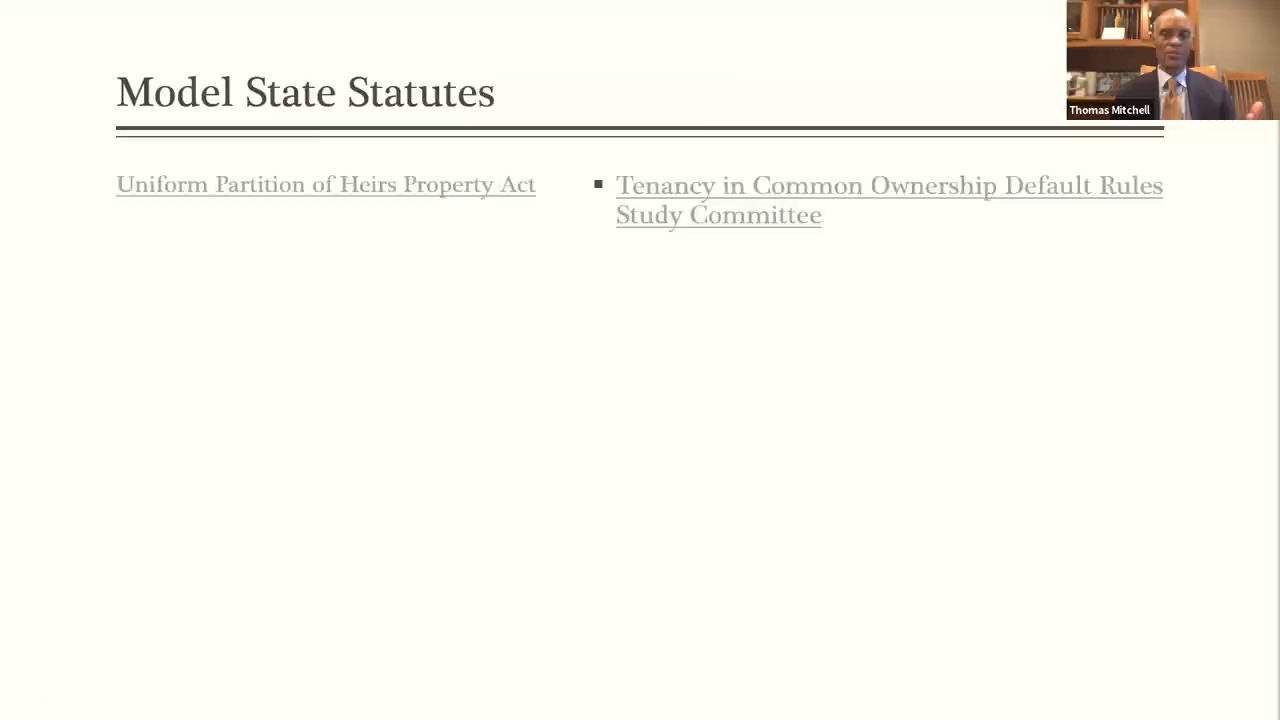 Model State Statutes
Thomas Mitchell
Uniform Partition of Heirs Property Act
▪ Tenancy in Common Ownership Default Rules
Study Committee